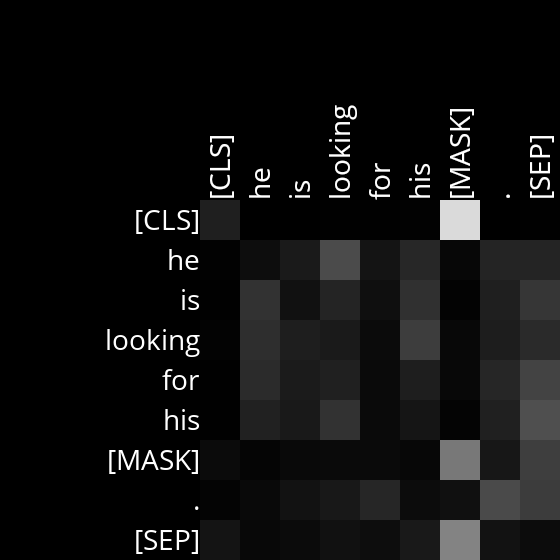 [CLS] he is looking for his [MASK] . [SEP]
[CLS]
he
is
looking
for
his
[MASK]
.
[SEP]